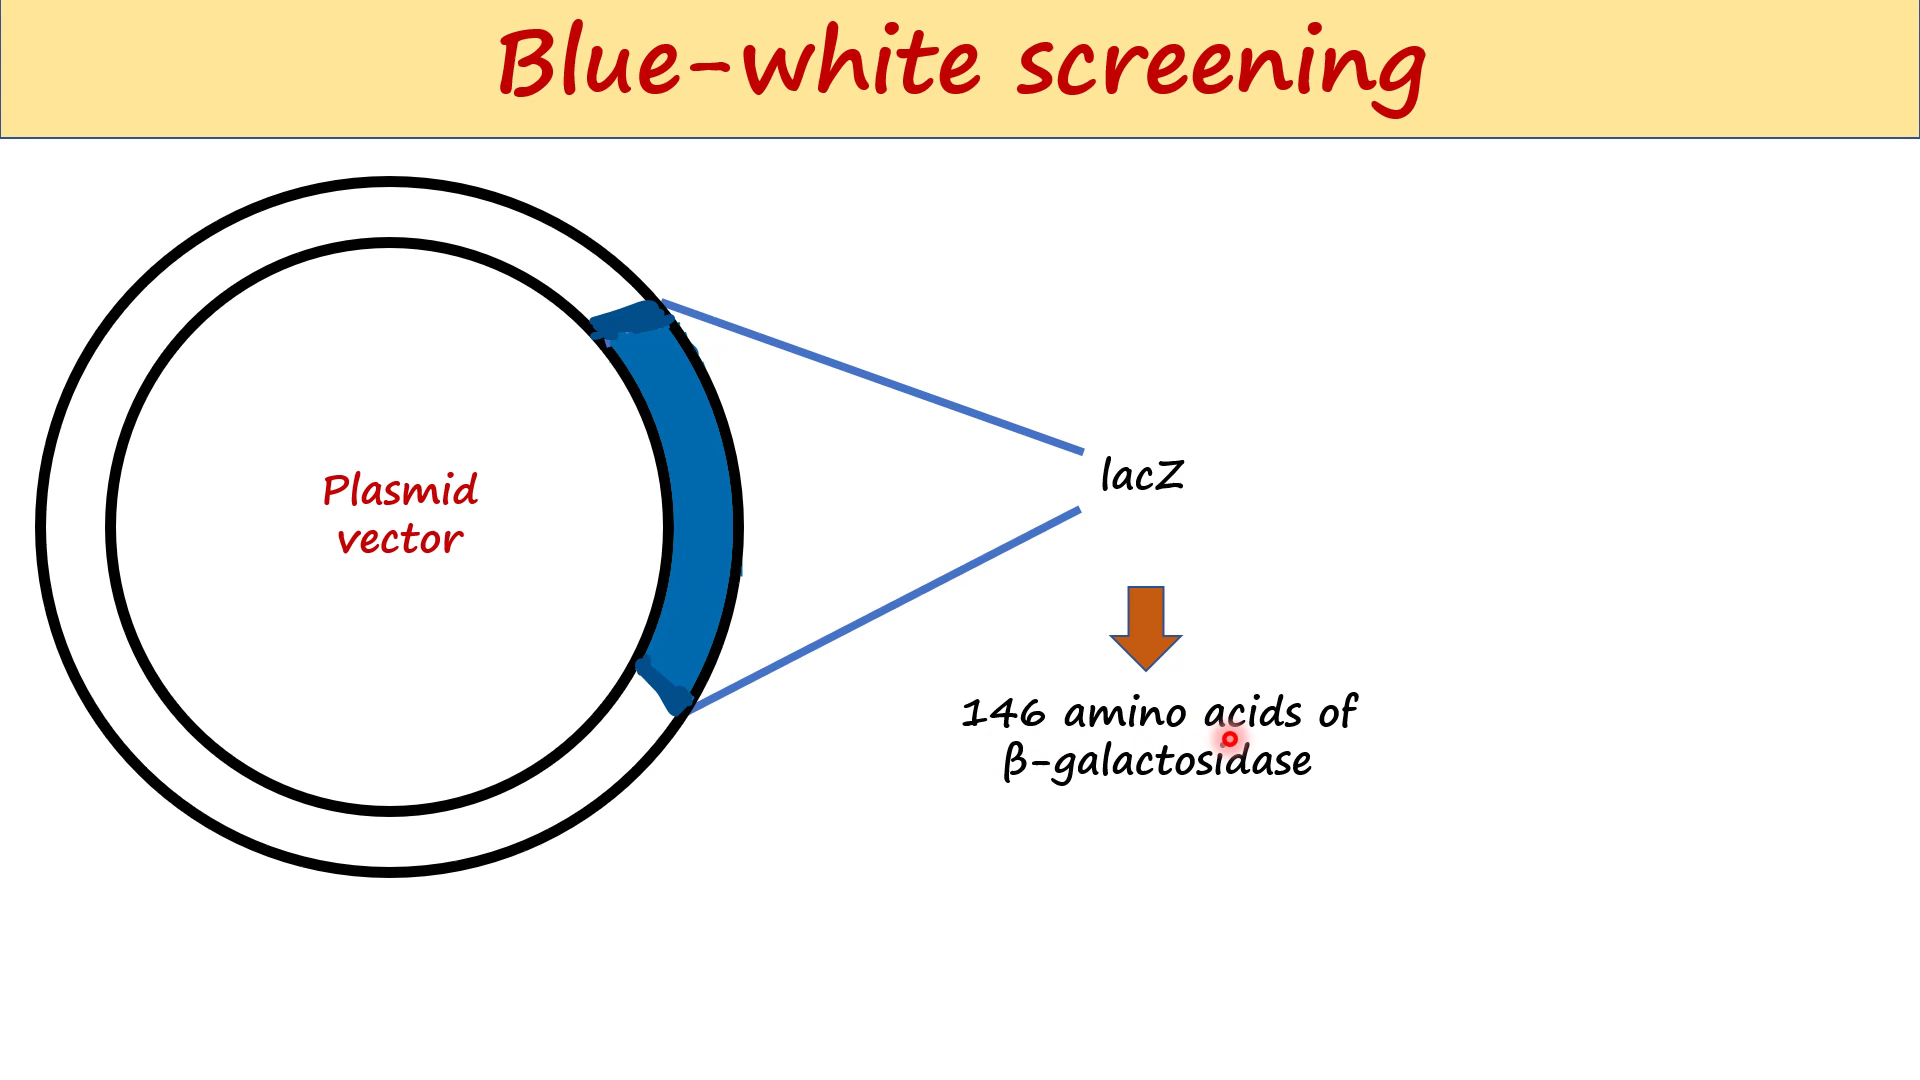 Blue-white screening
Plasmid
vector
lacZ
146 amino acids of
β-galactosidase